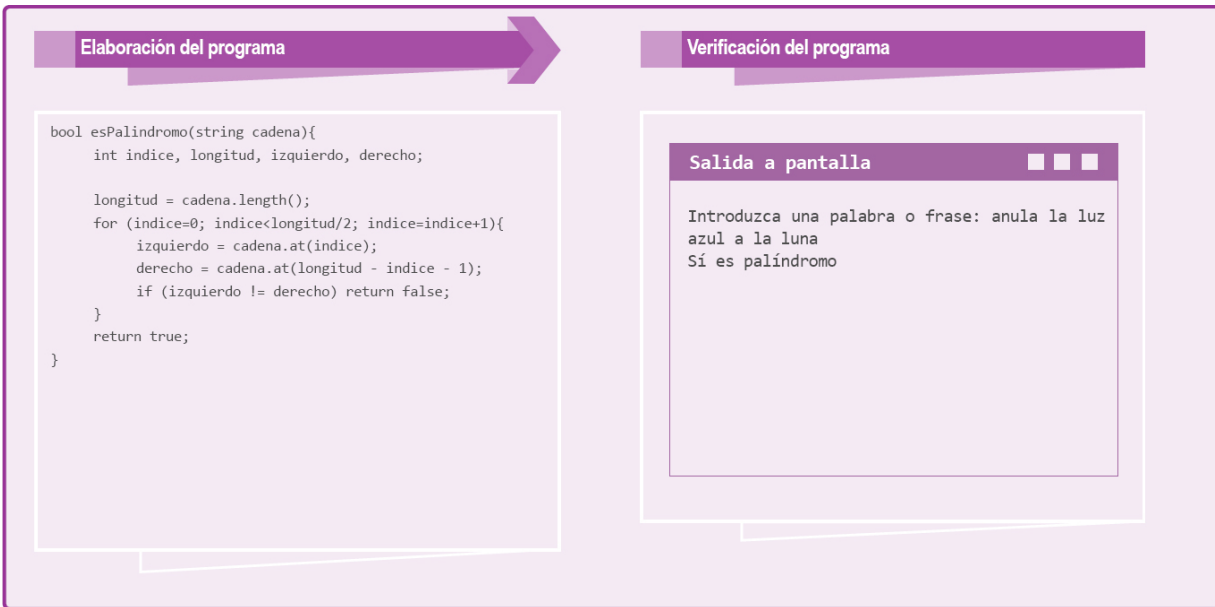 Elaboración del programa
bool esPalindromo(string cadena){
int indice, longitud, izquierdo, derecho;
longitud = cadena.length();
for (indice=0; indice<longitud/2; indice=indice+1){
izquierdo = cadena.at(indice);
derecho = cadena.at(longitud - indice - 1);
if (izquierdo != derecho) return false;
}
return true;
}
Verificación del programa
Salida a pantalla
Introduzca una palabra o frase: anula la luz
azul a la luna
Sí es palíndromo